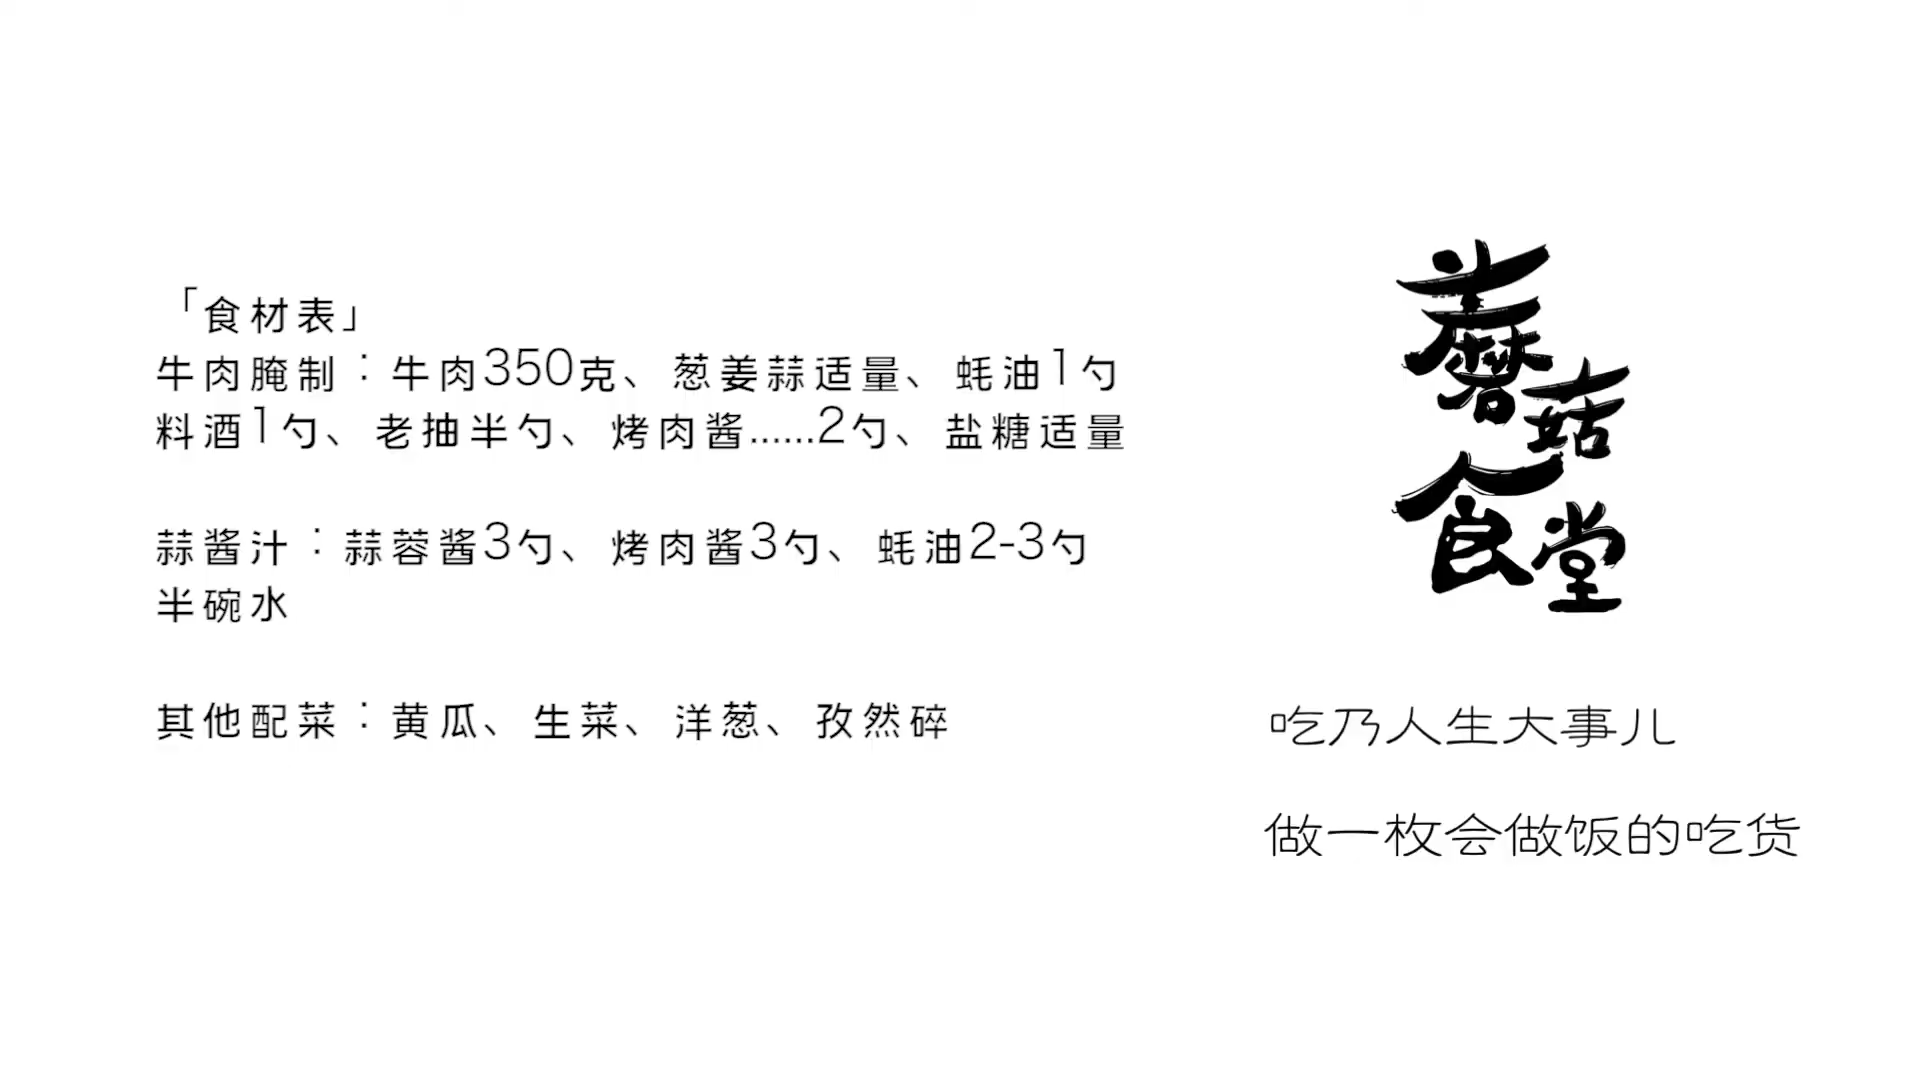 「食材表」
牛肉腌制：牛肉350克、葱姜蒜适量、蚝油1勺
料酒1勺、老抽半勺、烤肉酱......2勺、盐糖适量
蒜酱汁：蒜蓉酱3勺、烤肉酱3勺、蚝油2-3勺
半碗水
其他配菜：黄瓜、生菜、洋葱、孜然碎
蘑菇
食堂
吃乃人生大事儿
做一枚会做饭的吃货